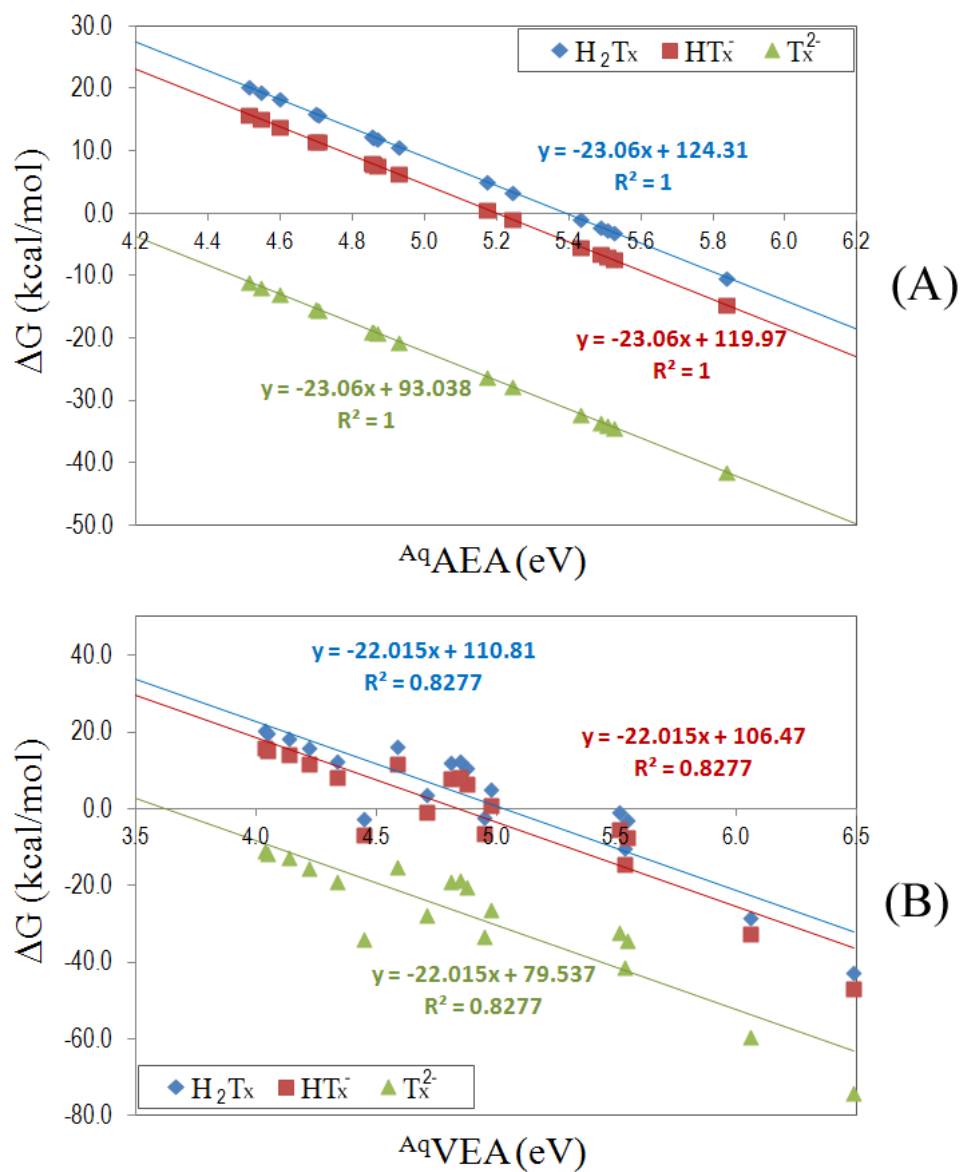 30.0
20.0
10.0
0.0
-10.0
-20.0
-30.0
-40.0
-50.0
ΔG (kcal/mol)
H₂Tx HTx⁻ Tx²⁻
y = -23.06x + 124.31
R² = 1
4.2 4.4 4.6 4.8 5.0 5.2 5.4 5.6 5.8 6.0 6.2
(A)
y = -23.06x + 119.97
R² = 1
y = -23.06x + 93.038
R² = 1
AqAEA (eV)
40.0
20.0
0.0
-20.0
-40.0
-60.0
-80.0
ΔG (kcal/mol)
y = -22.015x + 110.81
R² = 0.8277
y = -22.015x + 106.47
R² = 0.8277
3.5 4.0 4.5 5.0 5.5 6.0 6.5
(B)
y = -22.015x + 79.537
R² = 0.8277
H₂Tx HTx⁻ Tx²⁻
AqVEA (eV)